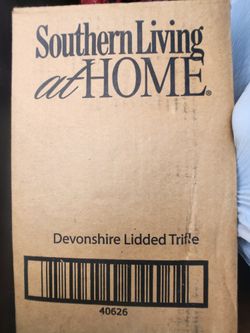 Southern Living
at HOME®
Devonshire Lidded Trifle
40626